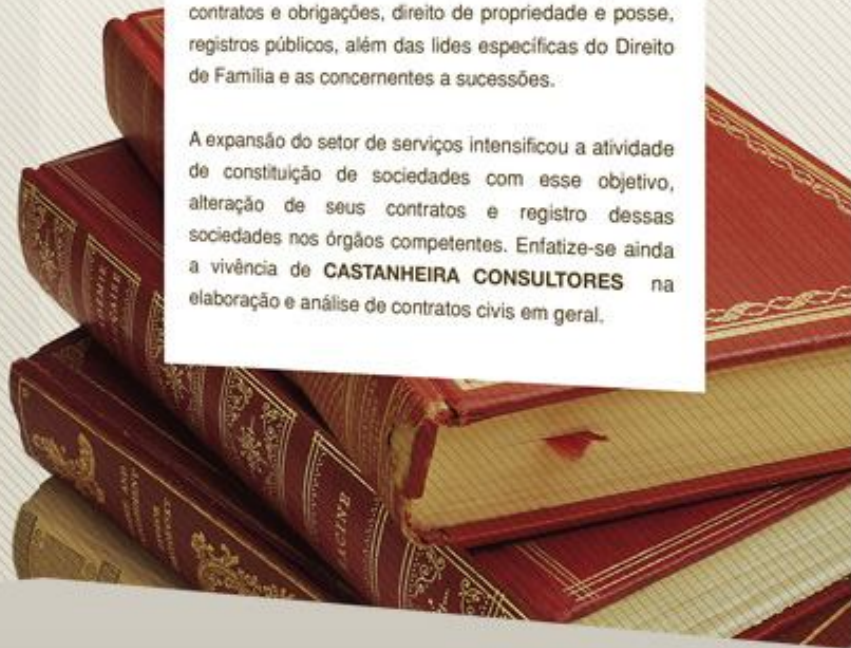 contratos e obrigações, direito de propriedade e posse,
registros públicos, além das lides específicas do Direito
de Família e as concernentes a sucessões.
A expansão do setor de serviços intensificou a atividade
de constituição de sociedades com esse objetivo,
alteração de seus contratos e registro dessas
sociedades nos órgãos competentes. Enfatize-se ainda
a vivência de CASTANHEIRA CONSULTORES na
elaboração e análise de contratos civis em geral.
ACINE
AND